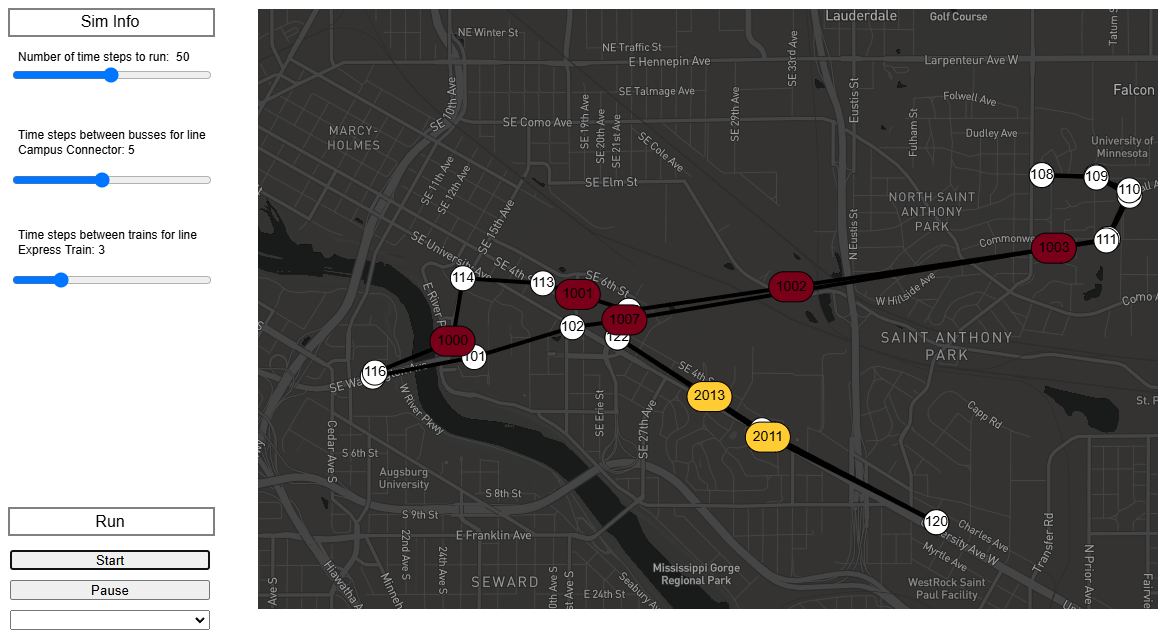 Sim Info
Number of time steps to run: 50
Time steps between busses for line
Campus Connector: 5
Time steps between trains for line
Express Train: 3
Run
Start
Pause
Lauderdale
Golf Course
Tatum St
NE Winter St
NE Traffic St
E Hennepin Ave
SE 33rd Ave
Larpenteur Ave W
SE Talmage Ave
Eustis St
Folwell Ave
Falcon
SE 10th Ave
SE Como Ave
SE 19th Ave
SE 20th Ave
SE 21st Ave
SE 29th Ave
Fulham St
Dudley Ave
MARCY-
HOLMES
SE Cole Ave
University of
Minnesota
SE 11th Ave
SE 12th Ave
SE Elm St
108
109
110
NORTH SAINT
ANTHONY
PARK
SE 15th Ave
N Eustis St
SE University Ave
SE 4th St
SE 6th St
Commonwe
1003
111
114
113
1001
1002
W Hillside Ave
Como A
E River P
102
1007
122
1000
101
SAINT ANTHONY
PARK
116
SE Wa
on Ave
W River Pkwy
SE 4th St
2013
SE Erie St
SE 27th Ave
Capp Rd
St. P
2011
Cedar Ave S
S 6th St
Augsburg
University
S 8th St
S 9th St
120
E Franklin Ave
22nd Ave S
24th Ave S
Charles Ave
ersity Ave W
Myrtle Ave
Transfer Rd
N Prior Ave
SEWARD
Mississippi Gorge
Regional Park
WestRock Saint
Paul Facility
Hiawatha A
Minneh
Ave S
E 24th St
Seabury Av
0th Ave S
st Ave S
Fairvie
Un